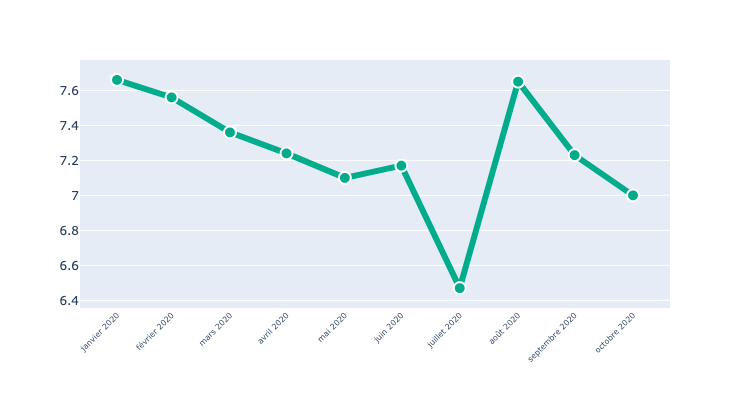 7.6
7.4
7.2
7
6.8
6.6
6.4
janvier 2020
février 2020
mars 2020
avril 2020
mai 2020
juin 2020
juillet 2020
août 2020
septembre 2020
octobre 2020